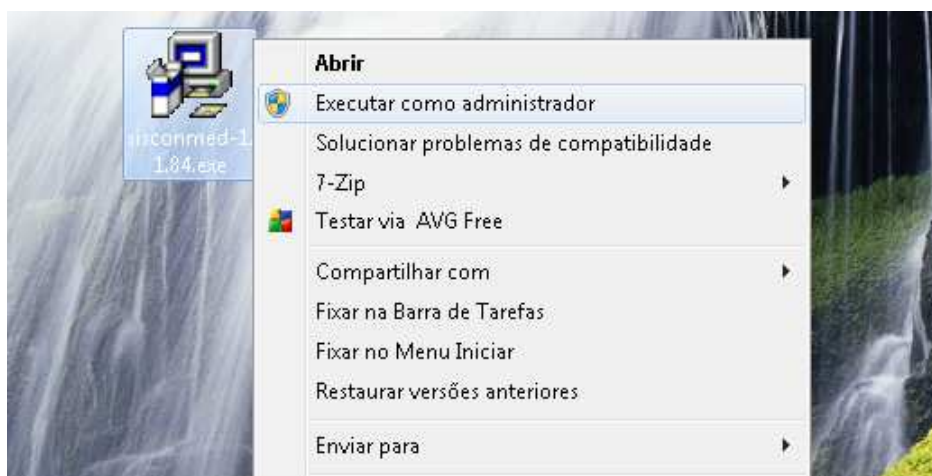 sisconmed-1.
1.84.exe
Abrir
Executar como administrador
Solucionar problemas de compatibilidade
7-Zip
Testar via AVG Free
Compartilhar com
Fixar na Barra de Tarefas
Fixar no Menu Iniciar
Restaurar versões anteriores
Enviar para